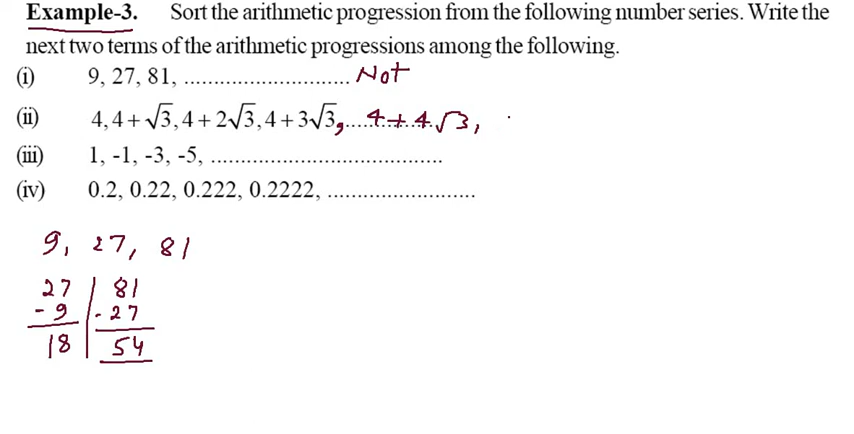 Example-3. Sort the arithmetic progression from the following number series. Write the
next two terms of the arithmetic progressions among the following.
(i) 9, 27, 81, ............................ Not
(ii) 4, 4 + √3, 4 + 2√3, 4 + 3√3, ..... 4 + 4√3,
(iii) 1, -1, -3, -5, .......................................
(iv) 0.2, 0.22, 0.222, 0.2222, .........................
9, 27, 81
27 | 81
- 9 | - 27
18 | 54